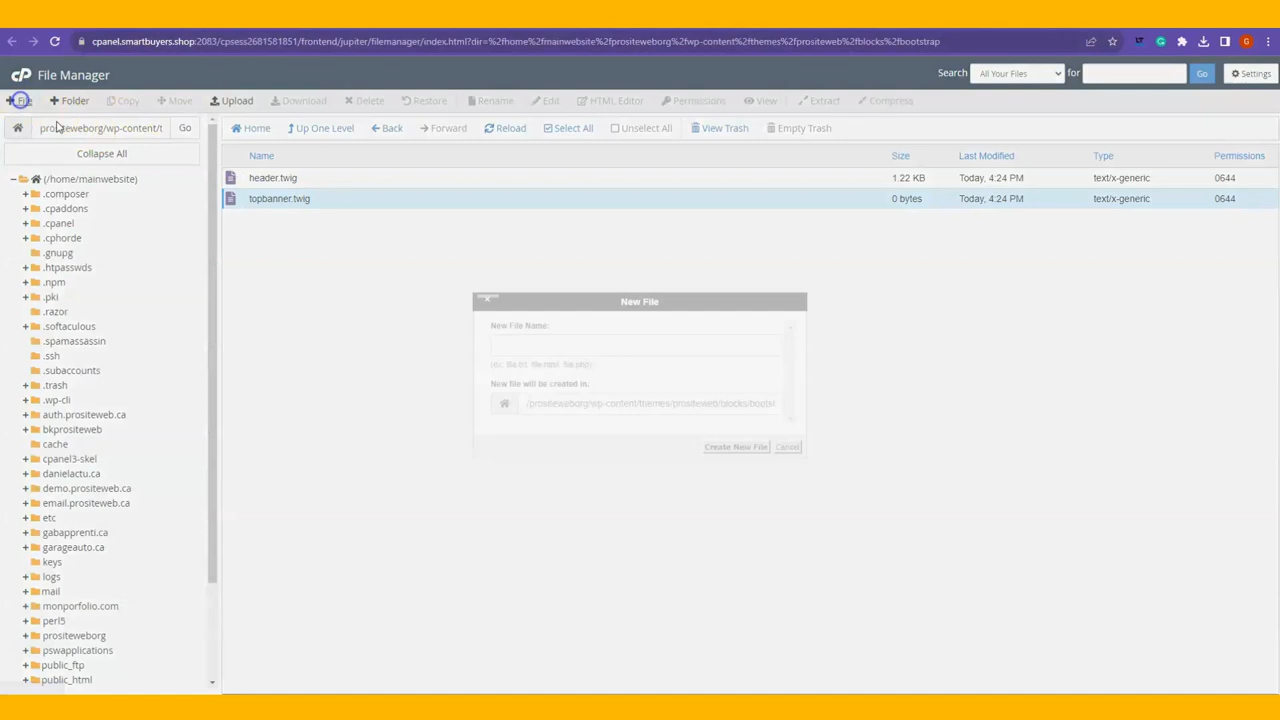 cpanel.smartbuyers.shop:2083/cpsess2681581851/frontend/jupiter/filemanager/index.html?dir=%2fhome%2fmainwebsite%2fprositeweborg%2fwp-content%2fthemes%2fprositeweb%2fblocks%2fbootstrap
G
cP File Manager
Search All Your Files for Go Settings
Folder Copy Move Upload Download Delete Restore Rename Edit HTML Editor Permissions View Extract Compress
Go Home Up One Level Back Forward Reload Select All Unselect All View Trash Empty Trash
Collapse All
Name Size Last Modified Type Permissions
header.twig 1.22 KB Today, 4:24 PM text/x-generic 0644
topbanner.twig 0 bytes Today, 4:24 PM text/x-generic 0644
(/home/mainwebsite)
.composer
.cpaddons
.cpanel
.cphorde
.gnupg
.htpasswds
.npm
.pki
.razor
.softaculous
.spamassassin
.ssh
.subaccounts
.trash
.wp-cli
auth.prositeweb.ca
bkprositeweb
cache
cpanel3-skel
danielactu.ca
demo.prositeweb.ca
email.prositeweb.ca
etc
gabapprenti.ca
garageauto.ca
keys
logs
mail
monporfolio.com
perl5
prositeweborg
pswapplications
public_ftp
public_html
New File
New File Name:
New file will be created in:
/prositeweborg/wp-content/themes/prositeweb/blocks/bootst
Create New File Cancel